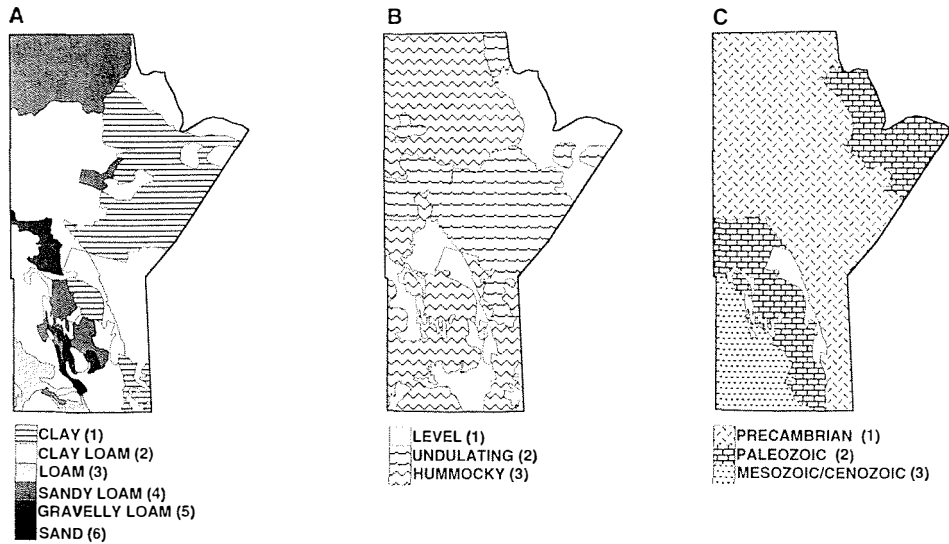 A
B
C
CLAY (1)
CLAY LOAM (2)
LOAM (3)
SANDY LOAM (4)
GRAVELLY LOAM (5)
SAND (6)
LEVEL (1)
UNDULATING (2)
HUMMOCKY (3)
PRECAMBRIAN (1)
PALEOZOIC (2)
MESOZOIC/CENOZOIC (3)